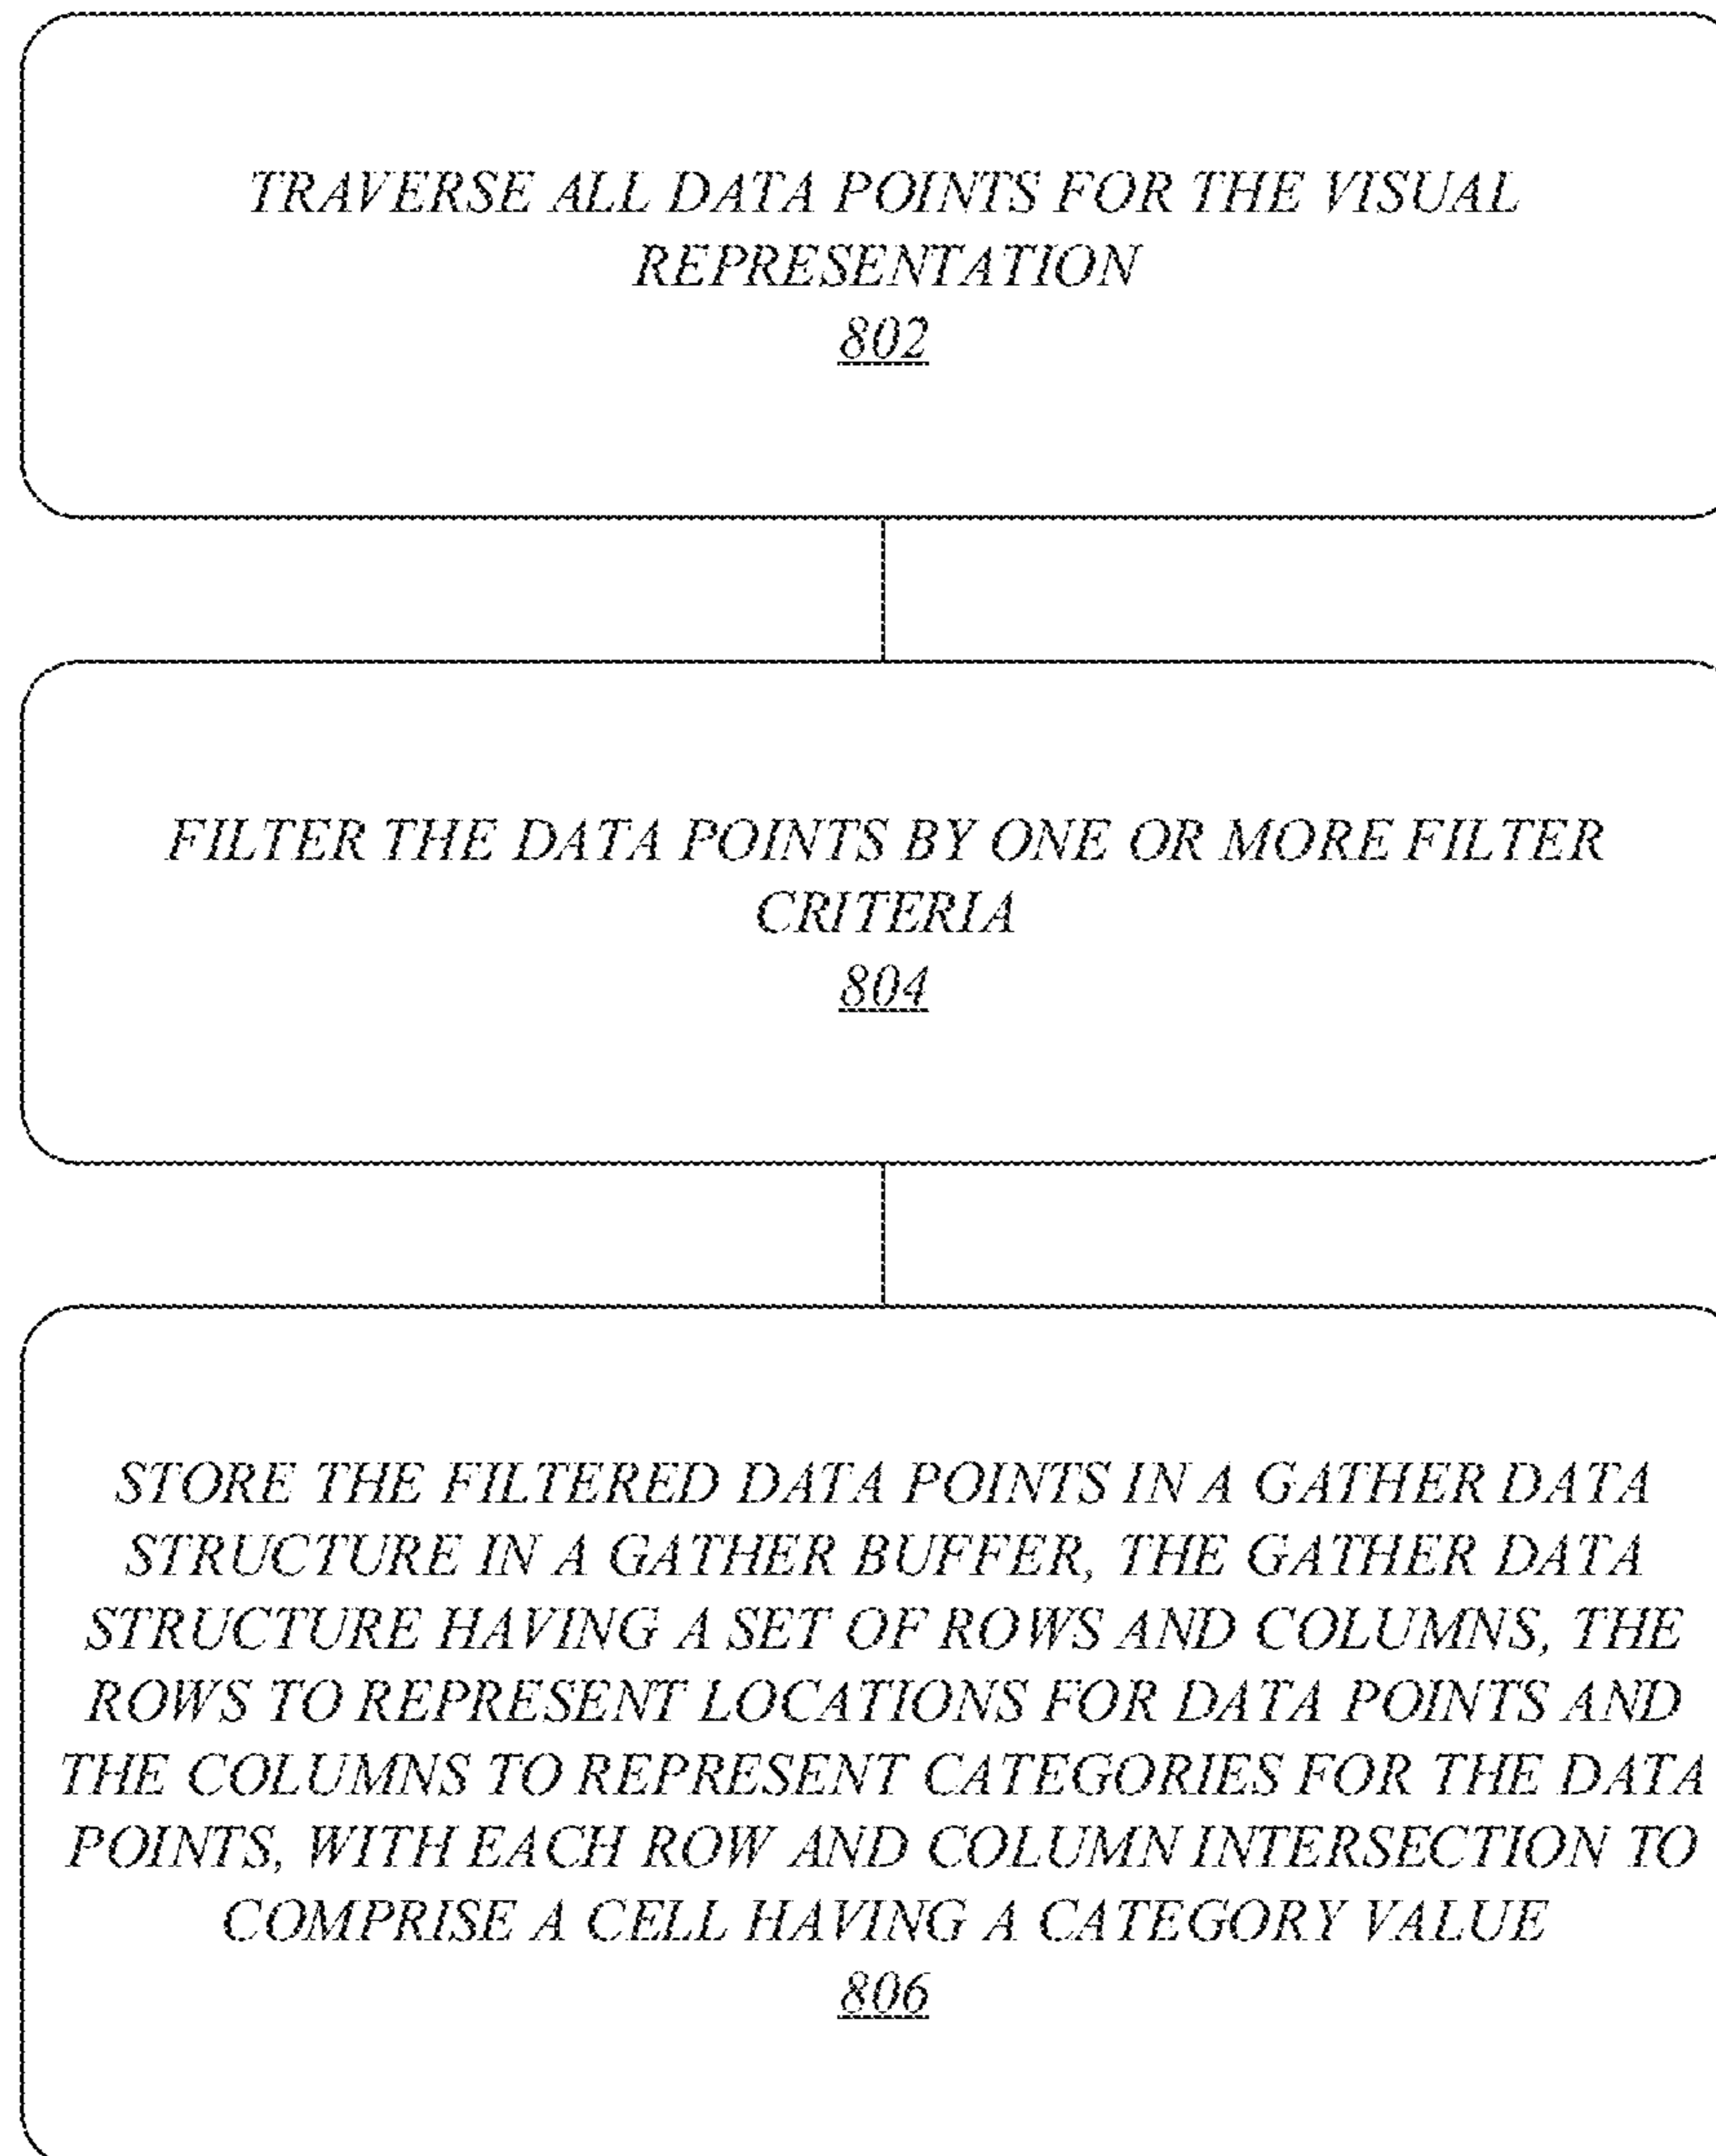 TRAVERSE ALL DATA POINTS FOR THE VISUAL
REPRESENTATION
802
FILTER THE DATA POINTS BY ONE OR MORE FILTER
CRITERIA
804
STORE THE FILTERED DATA POINTS IN A GATHER DATA
STRUCTURE IN A GATHER BUFFER, THE GATHER DATA
STRUCTURE HAVING A SET OF ROWS AND COLUMNS, THE
ROWS TO REPRESENT LOCATIONS FOR DATA POINTS AND
THE COLUMNS TO REPRESENT CATEGORIES FOR THE DATA
POINTS, WITH EACH ROW AND COLUMN INTERSECTION TO
COMPRISE A CELL HAVING A CATEGORY VALUE
806